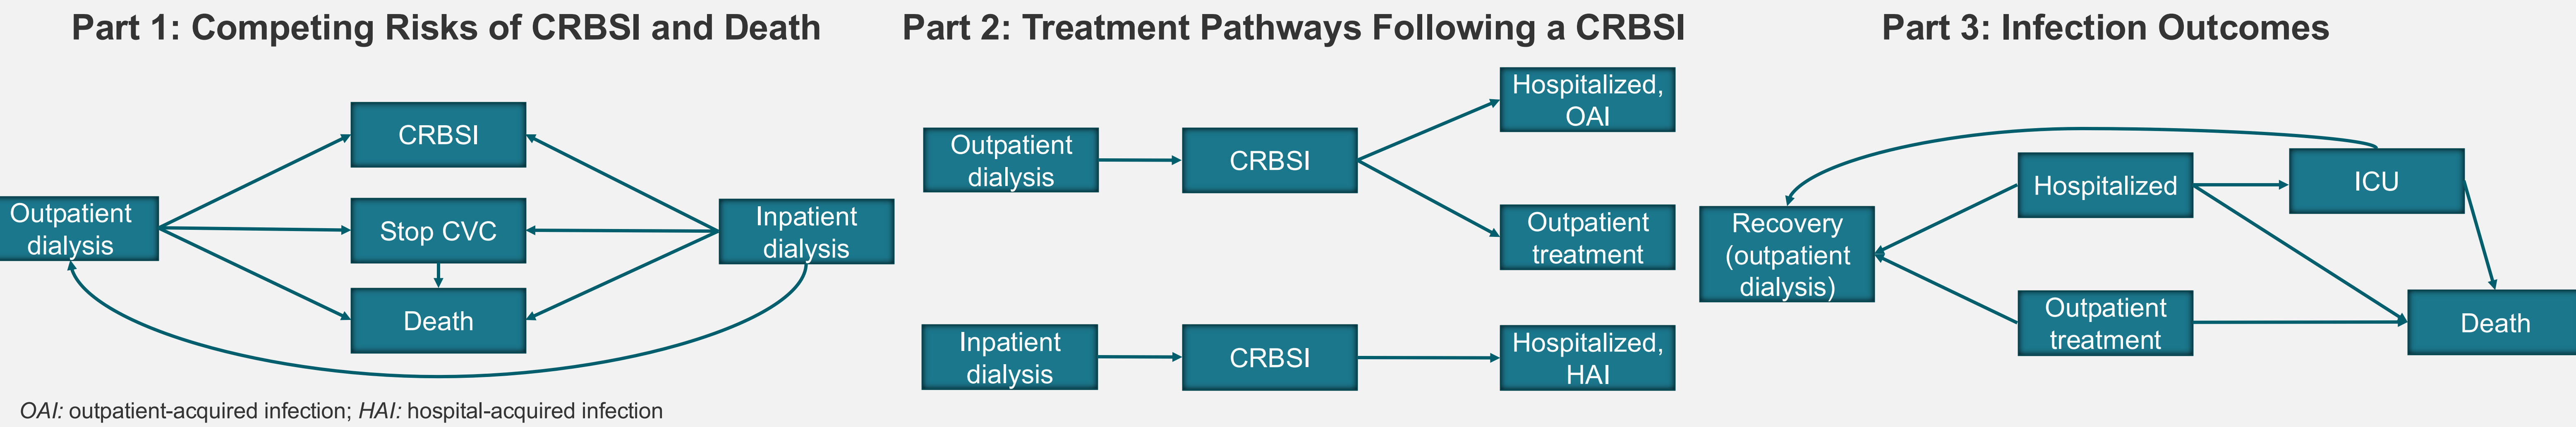 Part 1: Competing Risks of CRBSI and Death
CRBSI
Outpatient
dialysis
Stop CVC
Inpatient
dialysis
Death
OAI: outpatient-acquired infection; HAI: hospital-acquired infection
Part 2: Treatment Pathways Following a CRBSI
Outpatient
dialysis
CRBSI
Hospitalized,
OAI
Outpatient
treatment
Inpatient
dialysis
CRBSI
Hospitalized,
HAI
Part 3: Infection Outcomes
Recovery
(outpatient
dialysis)
Hospitalized
ICU
Outpatient
treatment
Death